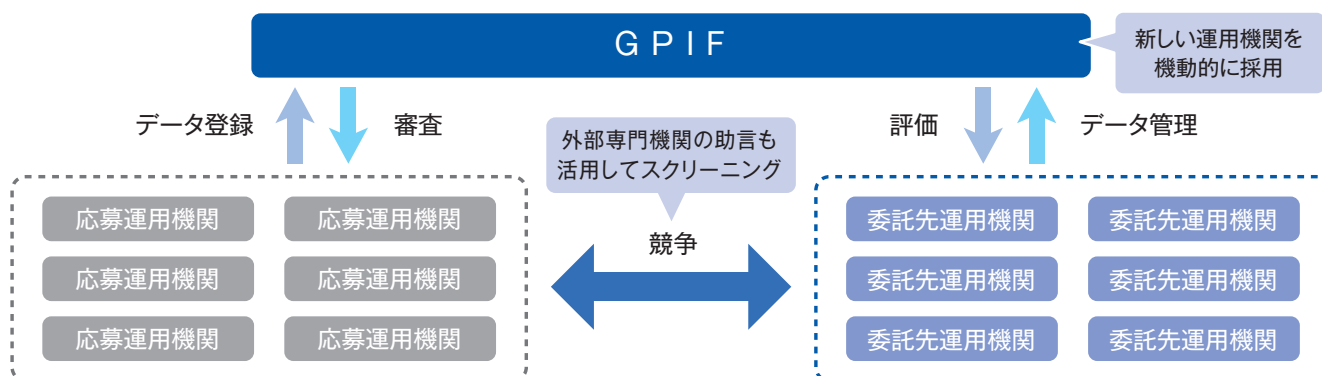 GPIF
新しい運用機関を
機動的に採用
データ登録
審査
評価
データ管理
外部専門機関の助言も
活用してスクリーニング
競争
応募運用機関 応募運用機関
応募運用機関 応募運用機関
応募運用機関 応募運用機関
委託先運用機関 委託先運用機関
委託先運用機関 委託先運用機関
委託先運用機関 委託先運用機関